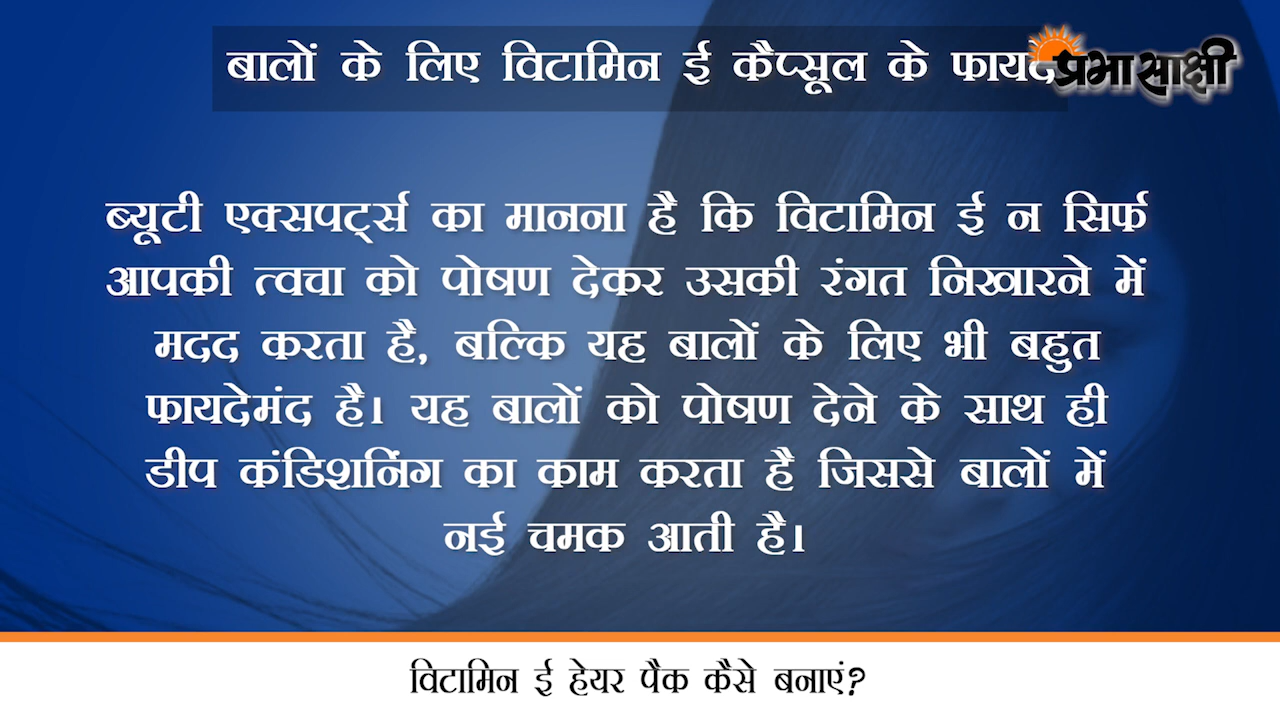 बालों के लिए विटामिन ई कैप्सूल के फायदे
प्रभासाक्षी
ब्यूटी एक्सपर्ट्स का मानना है कि विटामिन ई न सिर्फ
आपकी त्वचा को पोषण देकर उसकी रंगत निखारने में
मदद करता है, बल्कि यह बालों के लिए भी बहुत
फायदेमंद है। यह बालों को पोषण देने के साथ ही
डीप कंडिशनिंग का काम करता है जिससे बालों में
नई चमक आती है।
विटामिन ई हेयर पैक कैसे बनाएं?